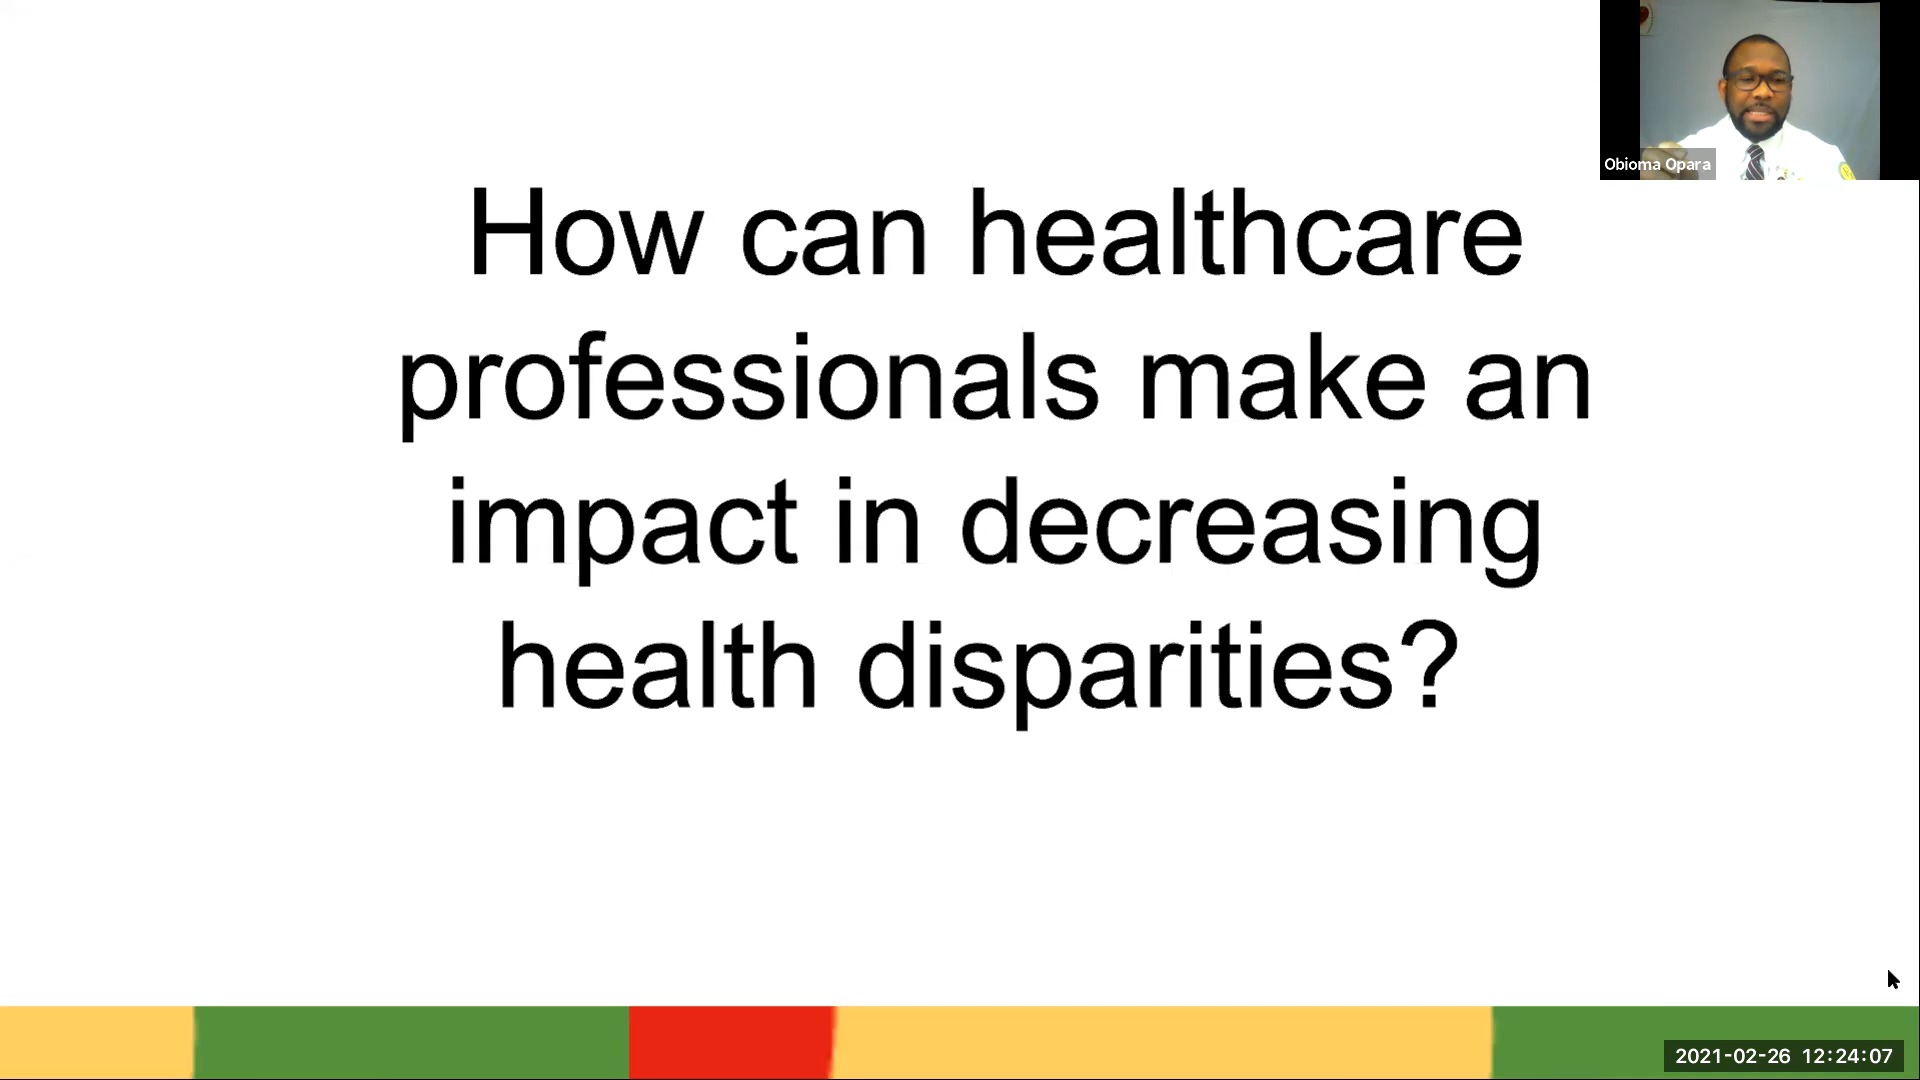 Obioma Opara
How can healthcare
professionals make an
impact in decreasing
health disparities?
2021-02-26 12:24:07